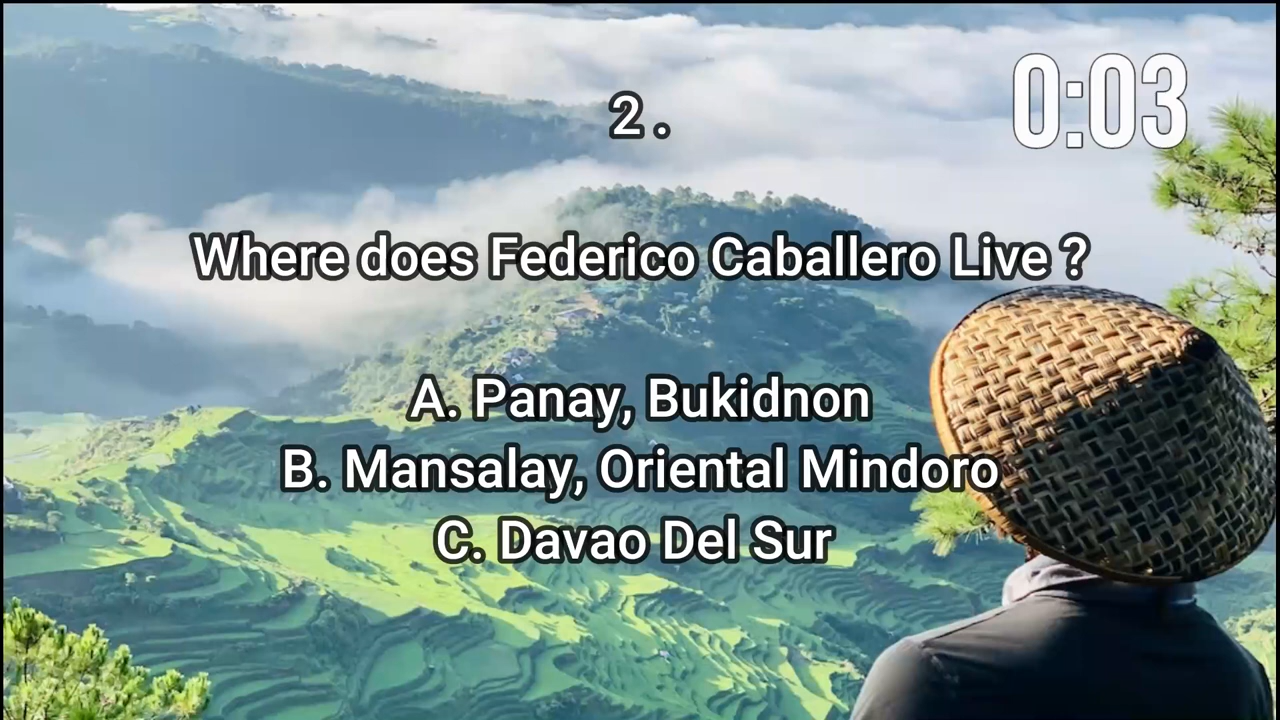 0:03
2 .
Where does Federico Caballero Live ?
A. Panay, Bukidnon
B. Mansalay, Oriental Mindoro
C. Davao Del Sur